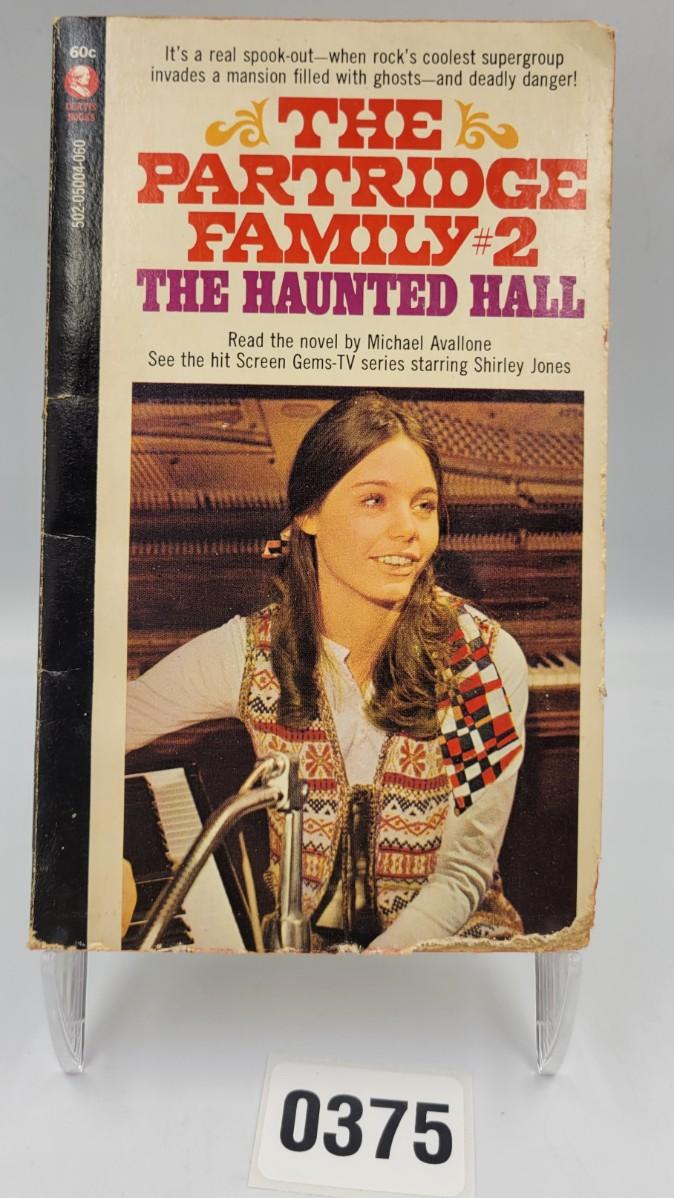 60c
CURTIS
BOOKS
502-05004-060
It's a real spook-out—when rock's coolest supergroup
invades a mansion filled with ghosts—and deadly danger!
THE
PARTRIDGE
FAMILY #2
THE HAUNTED HALL
Read the novel by Michael Avallone
See the hit Screen Gems-TV series starring Shirley Jones
0375